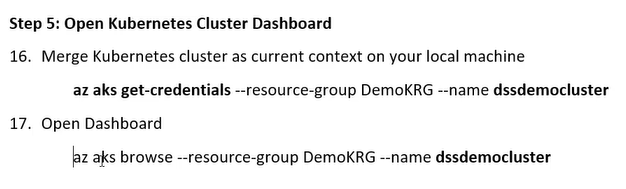 Step 5: Open Kubernetes Cluster Dashboard
16. Merge Kubernetes cluster as current context on your local machine
az aks get-credentials --resource-group DemoKRG --name dssdemocluster
17. Open Dashboard
az aks browse --resource-group DemoKRG --name dssdemocluster